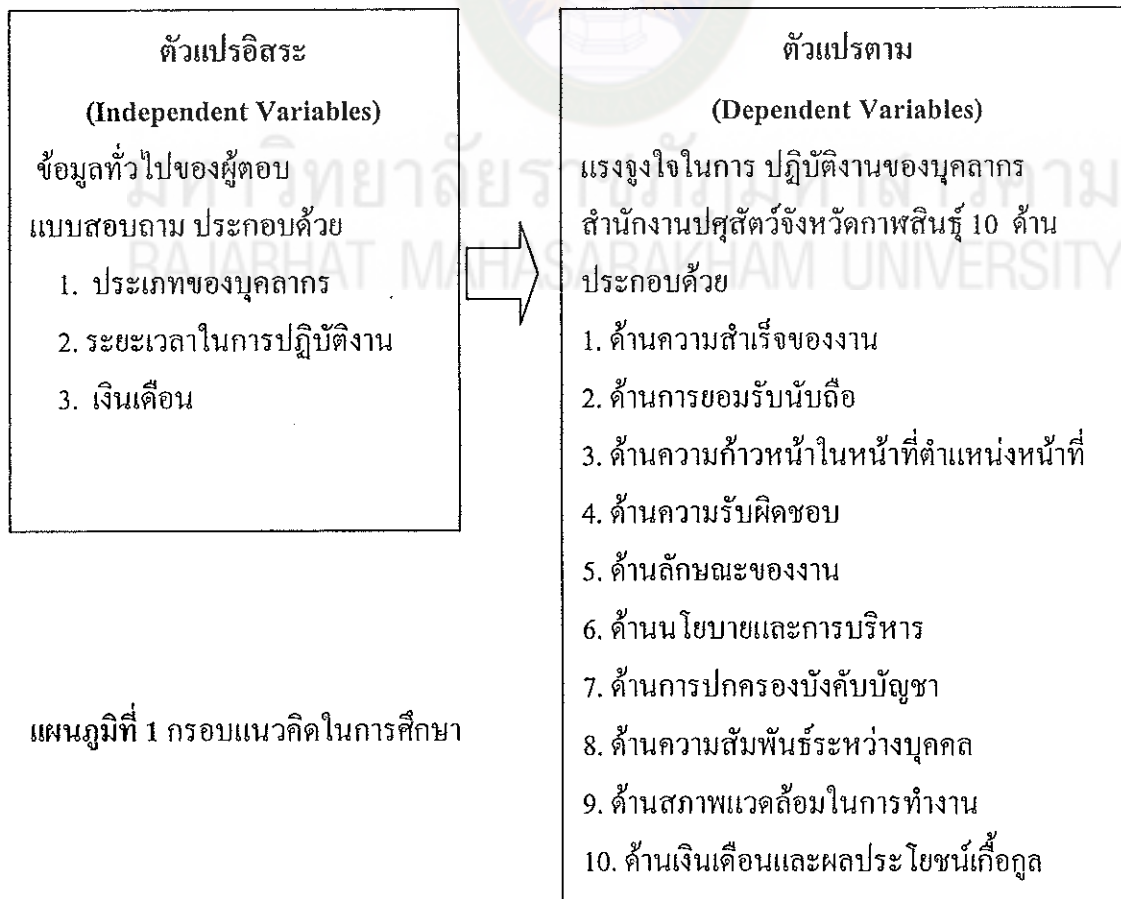 ตัวแปรอิสระ
(Independent Variables)
ข้อมูลทั่วไปของผู้ตอบ
แบบสอบถาม ประกอบด้วย
1. ประเภทของบุคลากร
2. ระยะเวลาในการปฏิบัติงาน
3. เงินเดือน
ตัวแปรตาม
(Dependent Variables)
แรงจูงใจในการ ปฏิบัติงานของบุคลากร
สำนักงานปศุสัตว์จังหวัดกาฬสินธุ์ 10 ด้าน
ประกอบด้วย
1. ด้านความสำเร็จของงาน
2. ด้านการยอมรับนับถือ
3. ด้านความก้าวหน้าในหน้าที่ตำแหน่งหน้าที่
4. ด้านความรับผิดชอบ
5. ด้านลักษณะของงาน
6. ด้านนโยบายและการบริหาร
7. ด้านการปกครองบังคับบัญชา
8. ด้านความสัมพันธ์ระหว่างบุคคล
9. ด้านสภาพแวดล้อมในการทำงาน
10. ด้านเงินเดือนและผลประโยชน์เกื้อกูล
แผนภูมิที่ 1 กรอบแนวคิดในการศึกษา
มหาวิทยาลัยราชภัฏมหาสารคาม
RAJABHAT MAHASARAKHAM UNIVERSITY